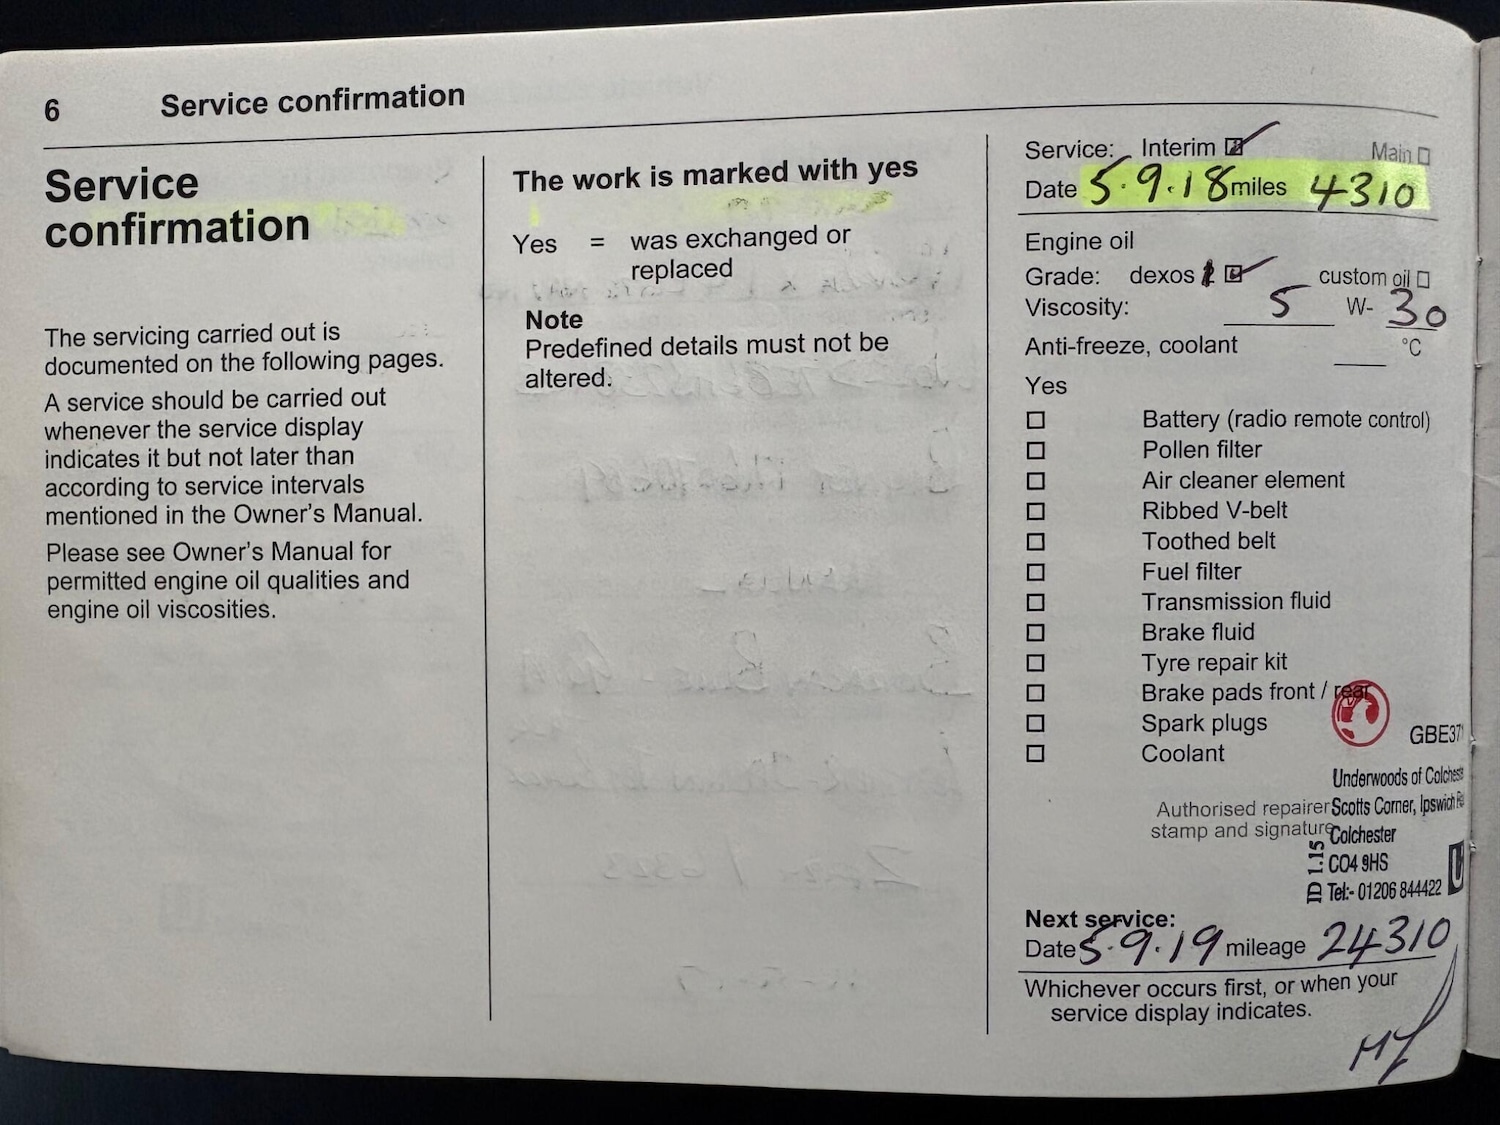 6 Service confirmation
Service
confirmation
The servicing carried out is
documented on the following pages.
A service should be carried out
whenever the service display
indicates it but not later than
according to service intervals
mentioned in the Owner's Manual.
Please see Owner's Manual for
permitted engine oil qualities and
engine oil viscosities.
The work is marked with yes
Yes = was exchanged or
replaced
Note
Predefined details must not be
altered.
Service: Interim ☑ Main ☐
Date 5.9.18 miles 4310
Engine oil
Grade: dexos ☑ custom oil ☐
Viscosity: 5 W- 30
Anti-freeze, coolant °C
Yes
☐ Battery (radio remote control)
☐ Pollen filter
☐ Air cleaner element
☐ Ribbed V-belt
☐ Toothed belt
☐ Fuel filter
☐ Transmission fluid
☐ Brake fluid
☐ Tyre repair kit
☐ Brake pads front / rear
☐ Spark plugs
☐ Coolant
GBE371
Underwoods of Colchest
Authorised repairer Scotts Corner, Ipswich Rd
stamp and signature Colchester
CO4 9HS
ID 1.15
Tel:- 01206 844422
Next service:
Date 5.9.19 mileage 24310
Whichever occurs first, or when your
service display indicates.